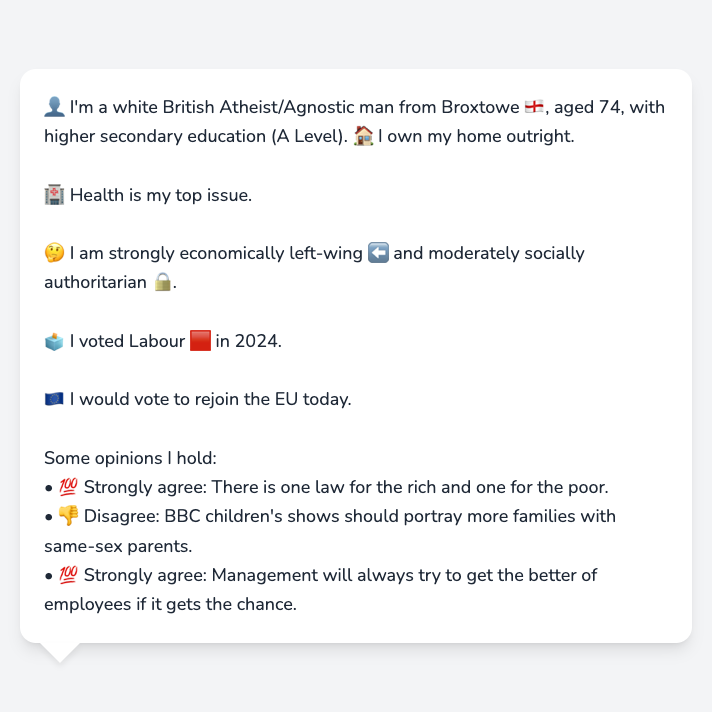 👤 I'm a white British Atheist/Agnostic man from Broxtowe 🏴󠁧󠁢󠁥󠁮󠁧󠁿, aged 74, with
higher secondary education (A Level). 🏠 I own my home outright.
🏥 Health is my top issue.
🤔 I am strongly economically left-wing ⬅️ and moderately socially
authoritarian 🔒.
🗳️ I voted Labour 🟥 in 2024.
🇪🇺 I would vote to rejoin the EU today.
Some opinions I hold:
• 💯 Strongly agree: There is one law for the rich and one for the poor.
• 👎 Disagree: BBC children's shows should portray more families with
same-sex parents.
• 💯 Strongly agree: Management will always try to get the better of
employees if it gets the chance.